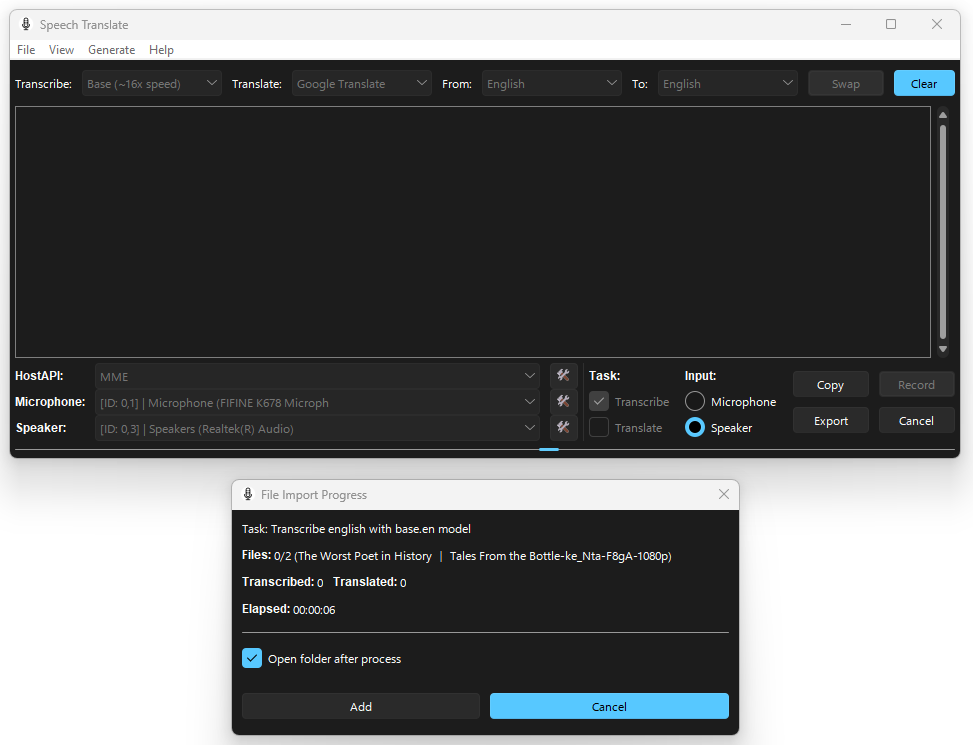 Speech Translate
File View Generate Help
Transcribe: Base (~16x speed) Translate: Google Translate From: English To: English Swap Clear
HostAPI: MME Task: Input:
Copy Record
Microphone: [ID: 0,1] | Microphone (FIFINE K678 Microph Transcribe Microphone
Speaker: [ID: 0,3] | Speakers (Realtek(R) Audio) Translate Speaker
Export Cancel
File Import Progress
Task: Transcribe english with base.en model
Files: 0/2 (The Worst Poet in History | Tales From the Bottle-ke_Nta-F8gA-1080p)
Transcribed: 0 Translated: 0
Elapsed: 00:00:06
Open folder after process
Add Cancel